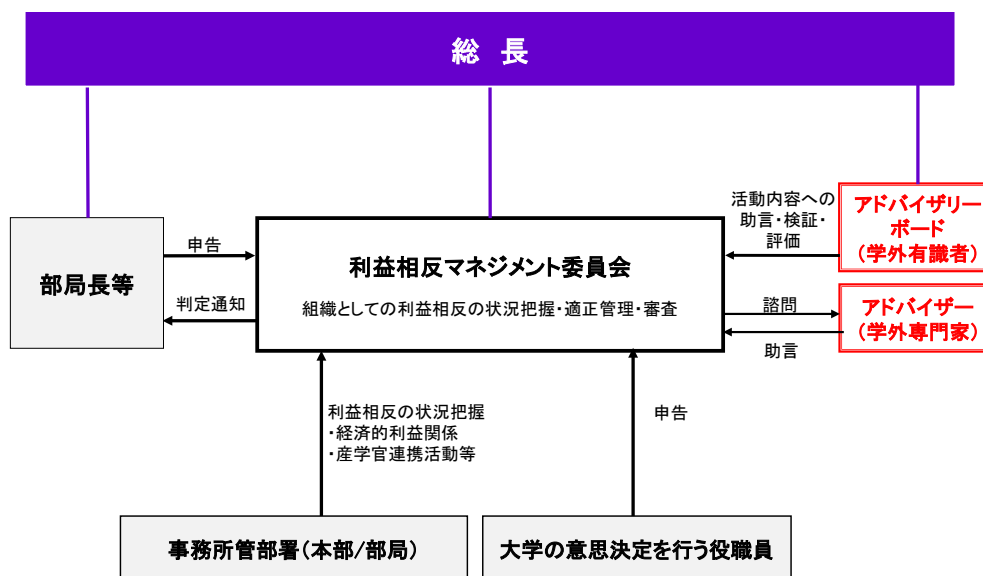 総 長
活動内容への
助言・検証・
評価
アドバイザリー
ボード
（学外有識者）
申告
部局長等
利益相反マネジメント委員会
判定通知
組織としての利益相反の状況把握・適正管理・審査
諮問
アドバイザー
（学外専門家）
助言
利益相反の状況把握
・経済的利益関係
・産学官連携活動等
申告
事務所管部署（本部/部局）
大学の意思決定を行う役職員